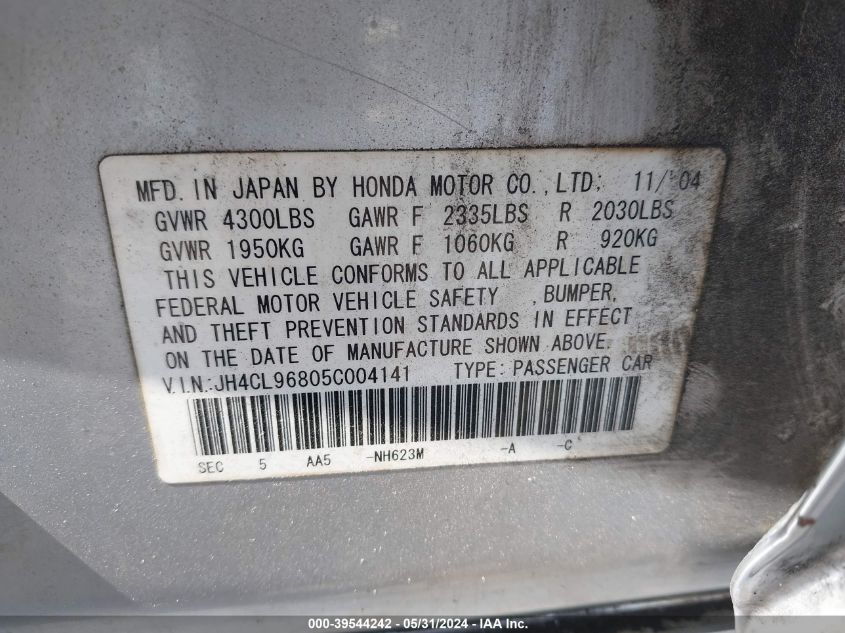 MFD. IN JAPAN BY HONDA MOTOR CO., LTD. 11/'04
GVWR 4300LBS GAWR F 2335LBS R 2030LBS
GVWR 1950KG GAWR F 1060KG R 920KG
THIS VEHICLE CONFORMS TO ALL APPLICABLE
FEDERAL MOTOR VEHICLE SAFETY , BUMPER,
AND THEFT PREVENTION STANDARDS IN EFFECT
ON THE DATE OF MANUFACTURE SHOWN ABOVE.
V.I.N.:JH4CL96805C004141 TYPE: PASSENGER CAR
SEC 5 AA5 -NH623M -A -C
000-39544242 - 05/31/2024 - IAA Inc.